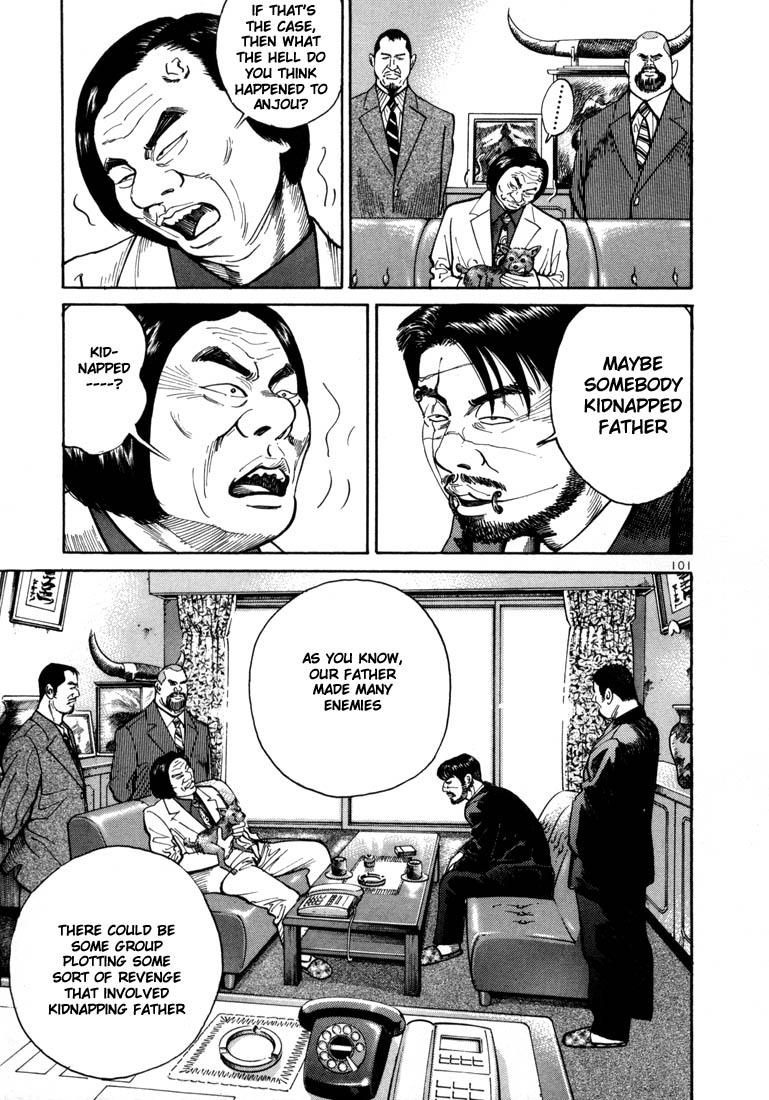 .........
IF THAT'S
THE CASE,
THEN WHAT
THE HELL DO
YOU THINK
HAPPENED TO
ANJOU?
MAYBE
SOMEBODY
KIDNAPPED
FATHER
KID-
NAPPED
----?
101
AS YOU KNOW,
OUR FATHER
MADE MANY
ENEMIES
THERE COULD BE
SOME GROUP
PLOTTING SOME
SORT OF REVENGE
THAT INVOLVED
KIDNAPPING FATHER